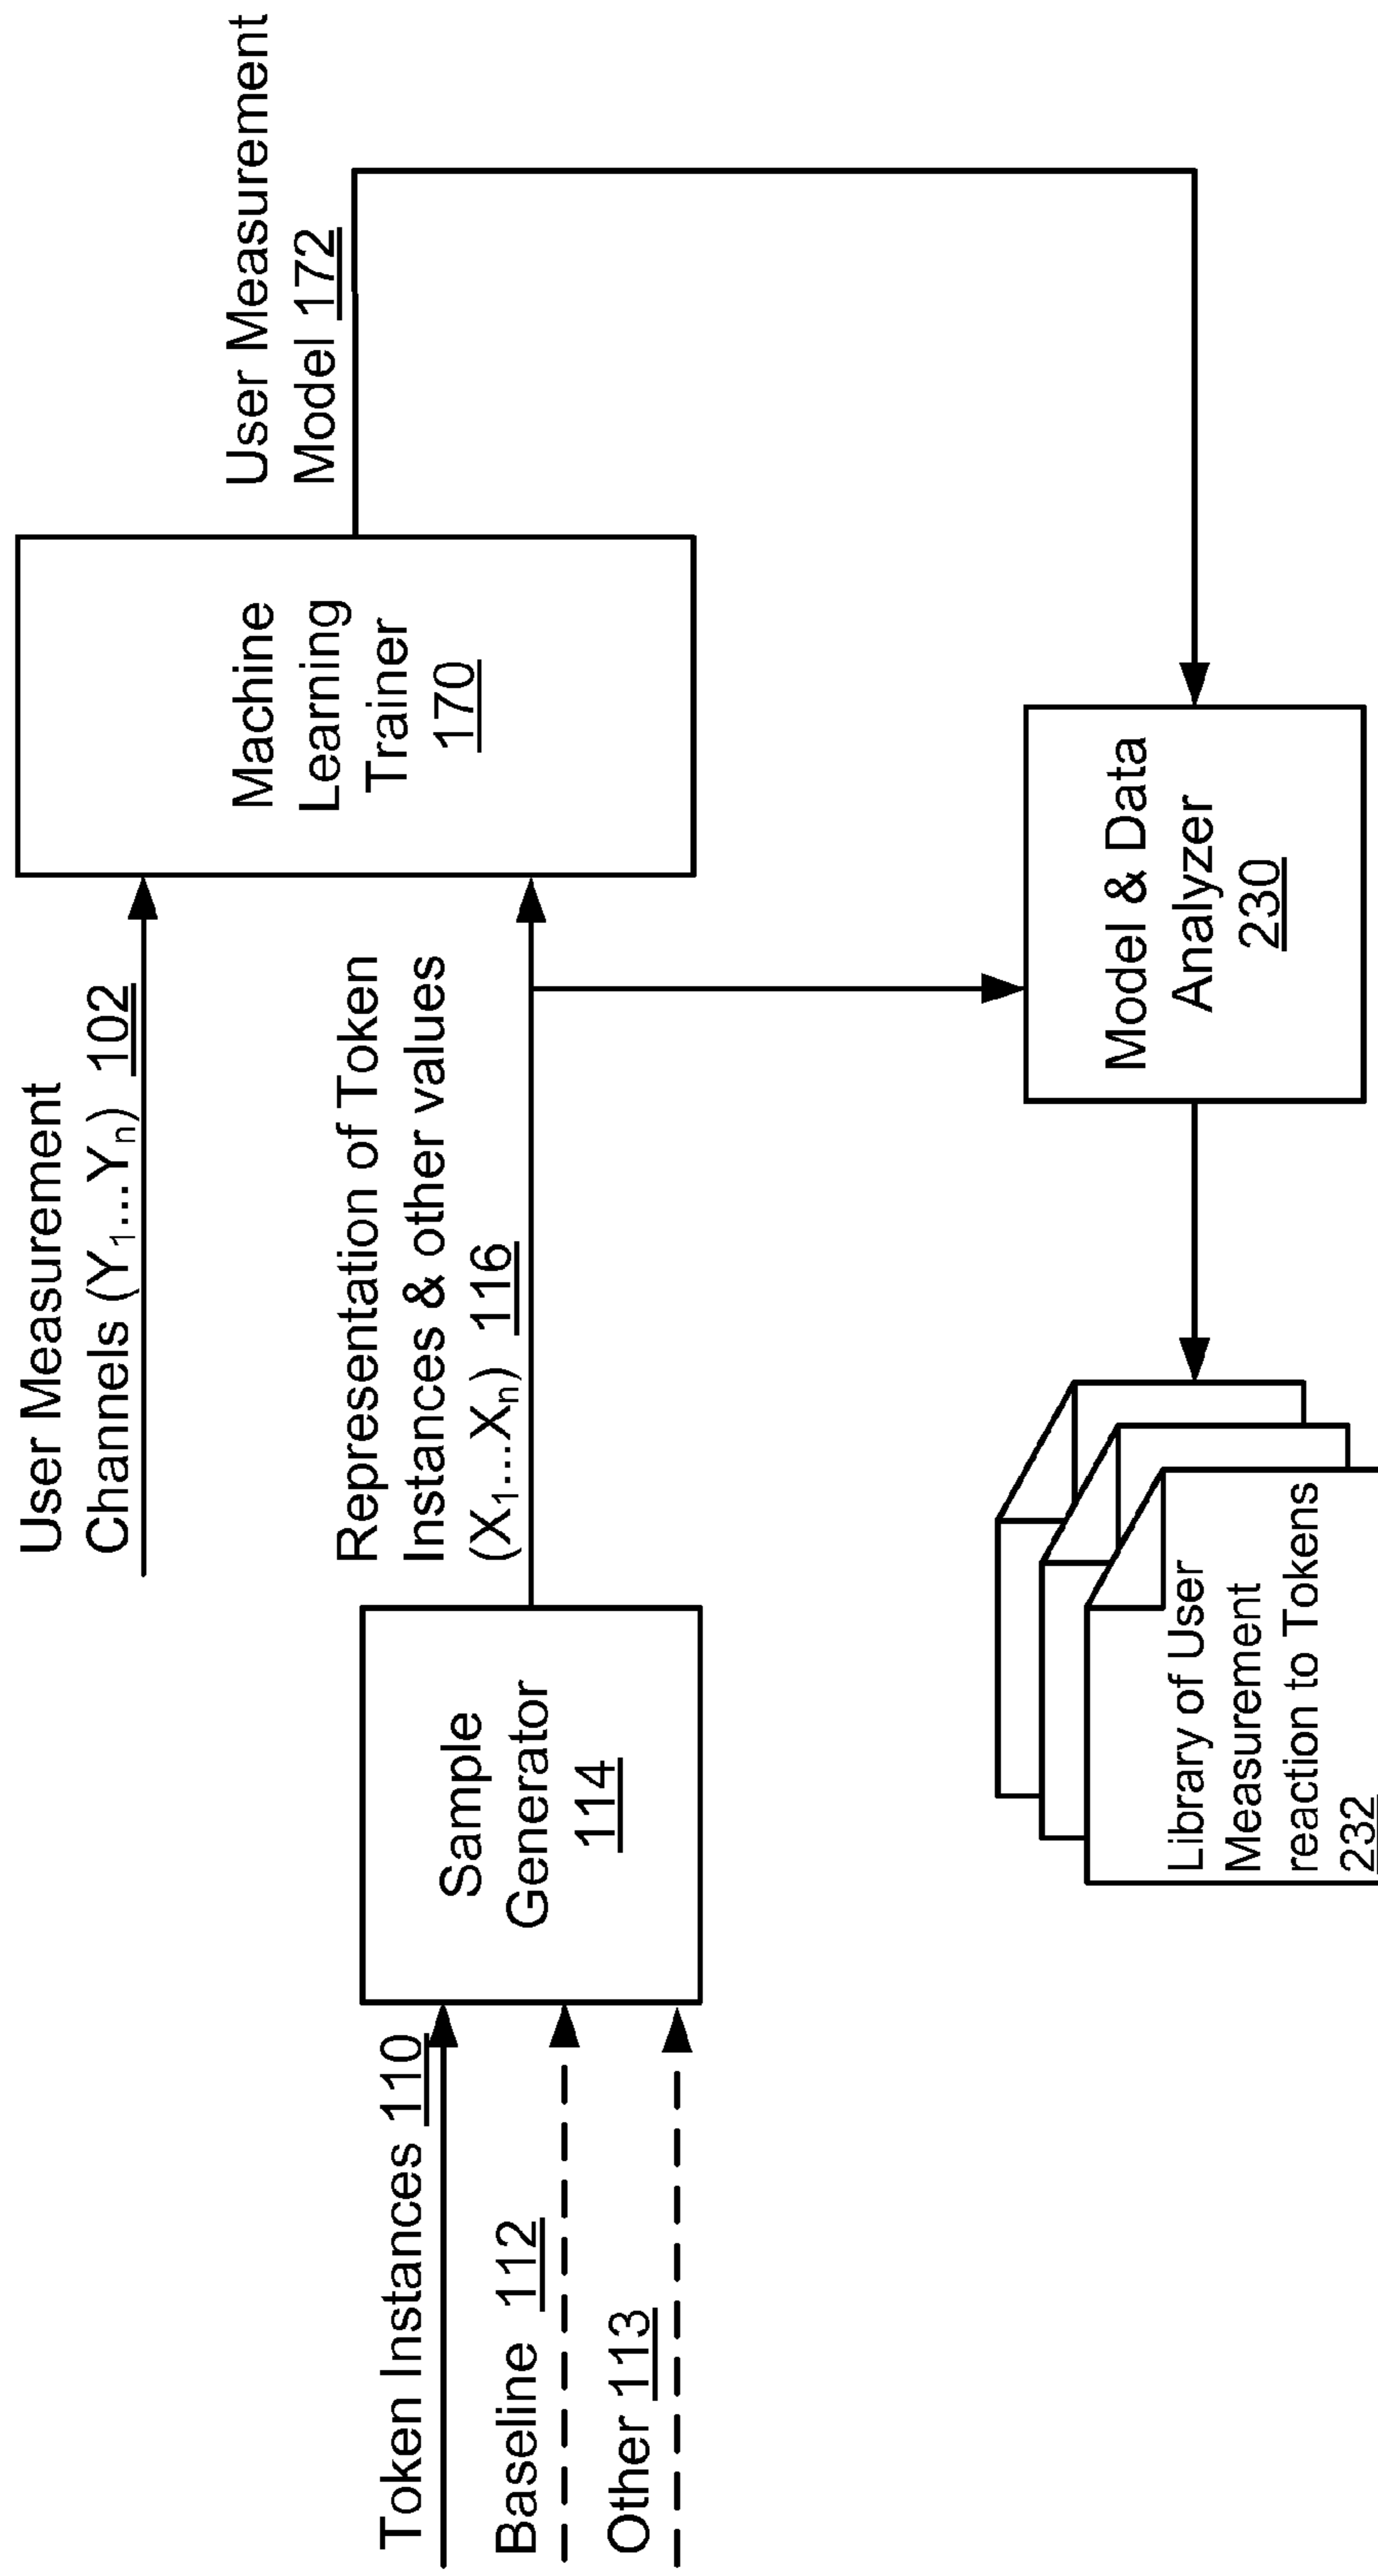 User Measurement
Channels (Y1...Yn) 102
Machine
Learning
Trainer
170
User Measurement
Model 172
Token Instances 110
Baseline 112
Other 113
Sample
Generator
114
Representation of Token
Instances & other values
(X1...Xn) 116
Model & Data
Analyzer
230
Library of User
Measurement
reaction to Tokens
232